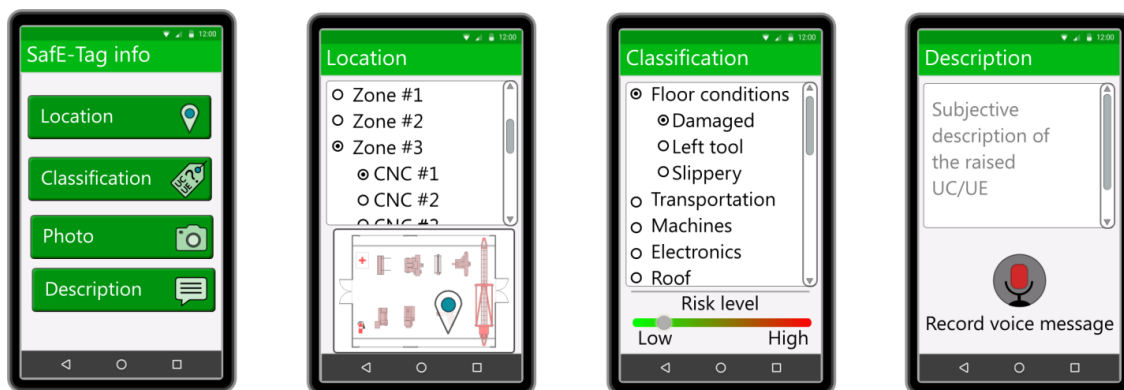 12:00
SafE-Tag info
Location
Classification
UC?
UE
Photo
Description
12:00
Location
Zone #1
Zone #2
Zone #3
CNC #1
CNC #2
12:00
Classification
Floor conditions
Damaged
Left tool
Slippery
Transportation
Machines
Electronics
Roof
Risk level
Low High
12:00
Description
Subjective
description of
the raised
UC/UE
Record voice message